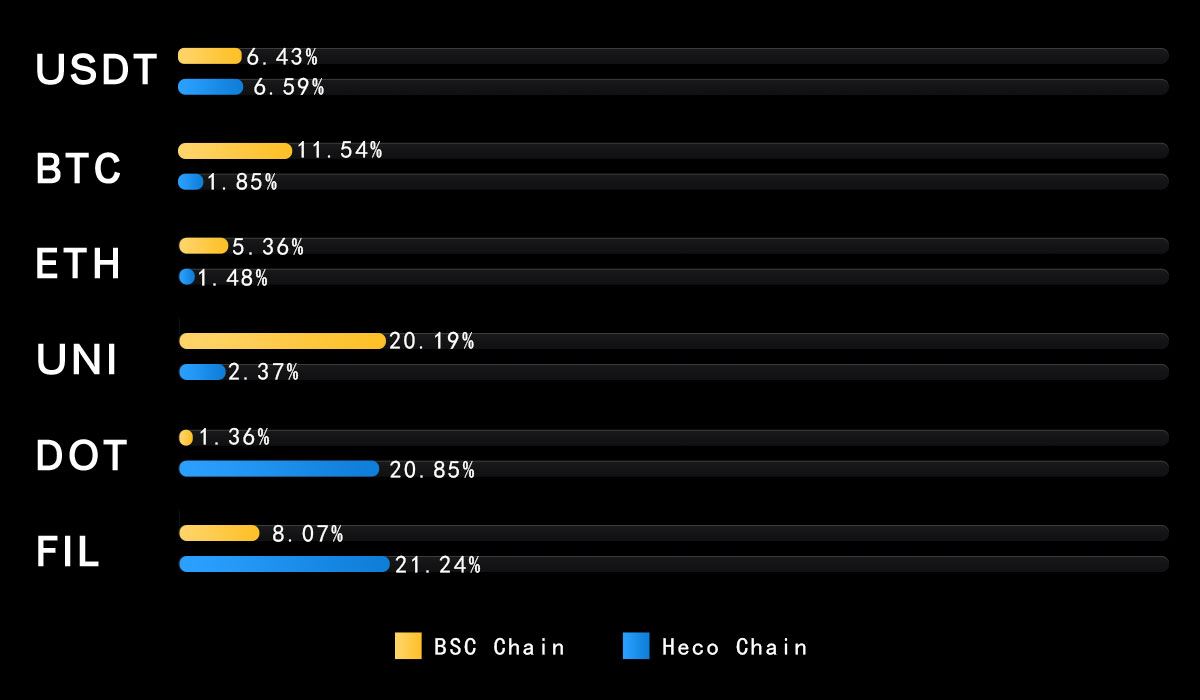 USDT
6.43%
6.59%
BTC
11.54%
1.85%
ETH
5.36%
1.48%
UNI
20.19%
2.37%
DOT
1.36%
20.85%
FIL
8.07%
21.24%
BSC Chain Heco Chain